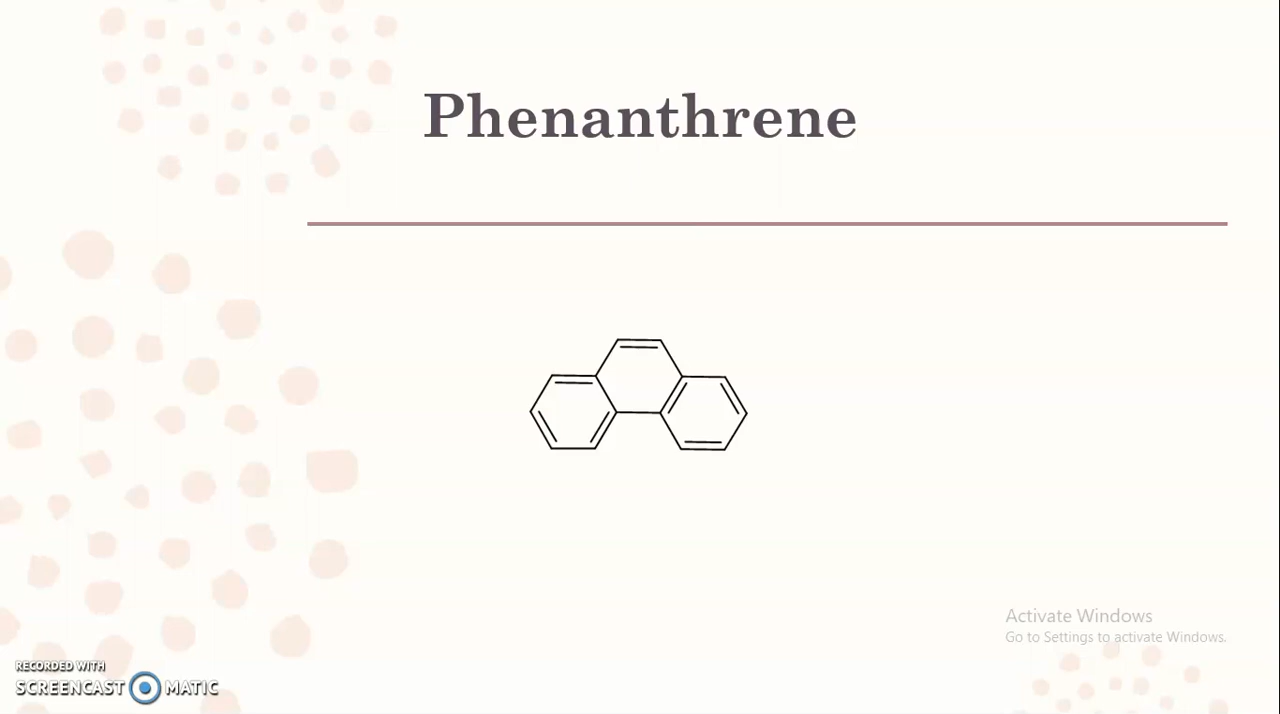 Phenanthrene
Activate Windows
Go to Settings to activate Windows.
RECORDED WITH
SCREENCAST MATIC